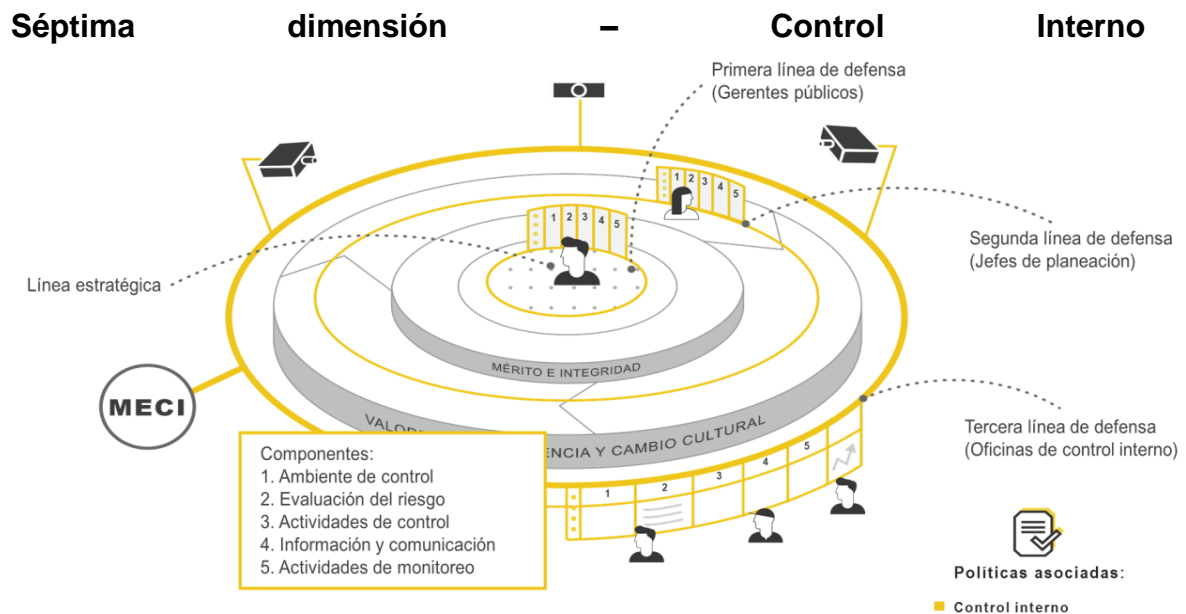 Séptima dimensión – Control Interno
Primera línea de defensa
(Gerentes públicos)
1 2 3 4 5
1 2 3 4 5
Segunda línea de defensa
(Jefes de planeación)
Línea estratégica
MÉRITO E INTEGRIDAD
MECI
ENCIA Y CAMBIO CULTURAL
Tercera línea de defensa
(Oficinas de control interno)
Componentes:
1. Ambiente de control
2. Evaluación del riesgo
3. Actividades de control
4. Información y comunicación
5. Actividades de monitoreo
1 2 3 4 5
Políticas asociadas:
Control interno